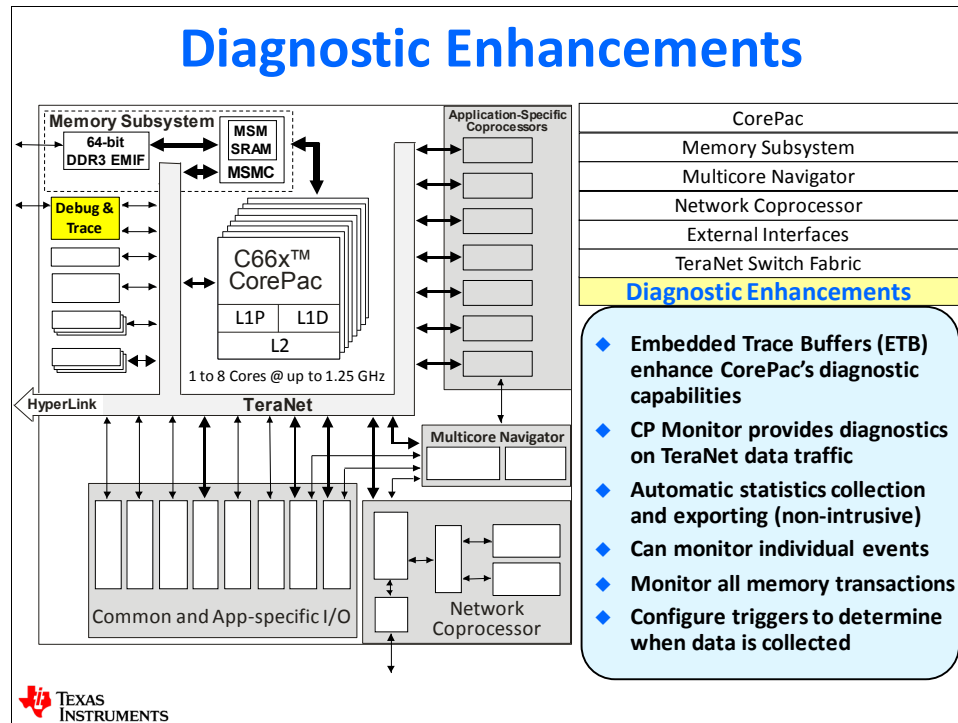 Diagnostic Enhancements
Memory Subsystem
64-bit
DDR3 EMIF
MSM
SRAM
MSMC
Debug &
Trace
C66x™
CorePac
L1P
L1D
L2
1 to 8 Cores @ up to 1.25 GHz
HyperLink
TeraNet
Application-Specific
Coprocessors
Multicore Navigator
Common and App-specific I/O
Network
Coprocessor
CorePac
Memory Subsystem
Multicore Navigator
Network Coprocessor
External Interfaces
TeraNet Switch Fabric
Diagnostic Enhancements
◆ Embedded Trace Buffers (ETB)
enhance CorePac's diagnostic
capabilities
◆ CP Monitor provides diagnostics
on TeraNet data traffic
◆ Automatic statistics collection
and exporting (non-intrusive)
◆ Can monitor individual events
◆ Monitor all memory transactions
◆ Configure triggers to determine
when data is collected
TEXAS
INSTRUMENTS